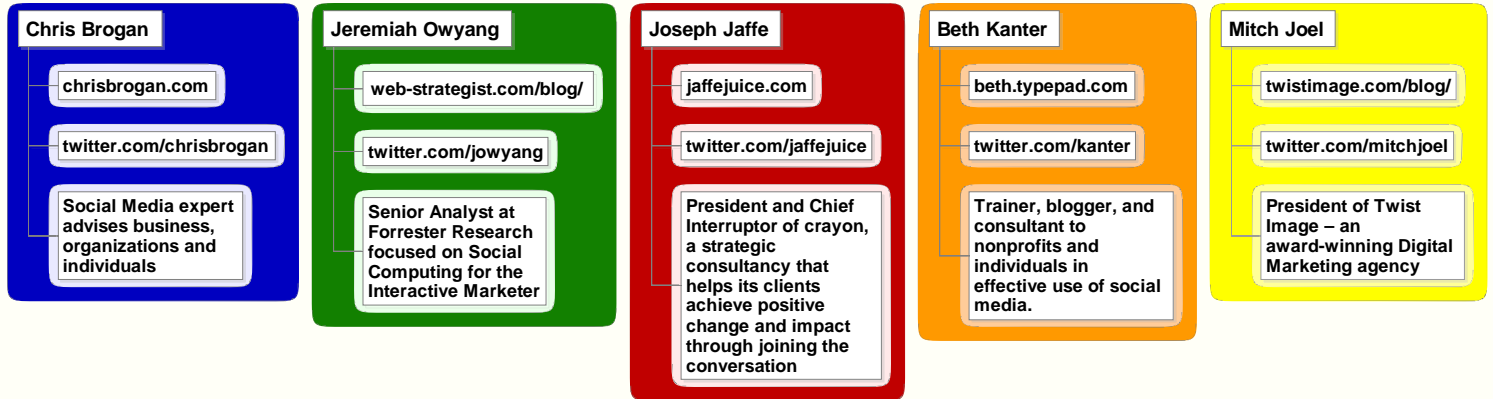 Chris Brogan
chrisbrogan.com
twitter.com/chrisbrogan
Social Media expert
advises business,
organizations and
individuals
Jeremiah Owyang
web-strategist.com/blog/
twitter.com/jowyang
Senior Analyst at
Forrester Research
focused on Social
Computing for the
Interactive Marketer
Joseph Jaffe
jaffejuice.com
twitter.com/jaffejuice
President and Chief
Interruptor of crayon,
a strategic
consultancy that
helps its clients
achieve positive
change and impact
through joining the
conversation
Beth Kanter
beth.typepad.com
twitter.com/kanter
Trainer, blogger, and
consultant to
nonprofits and
individuals in
effective use of social
media.
Mitch Joel
twistimage.com/blog/
twitter.com/mitchjoel
President of Twist
Image – an
award-winning Digital
Marketing agency